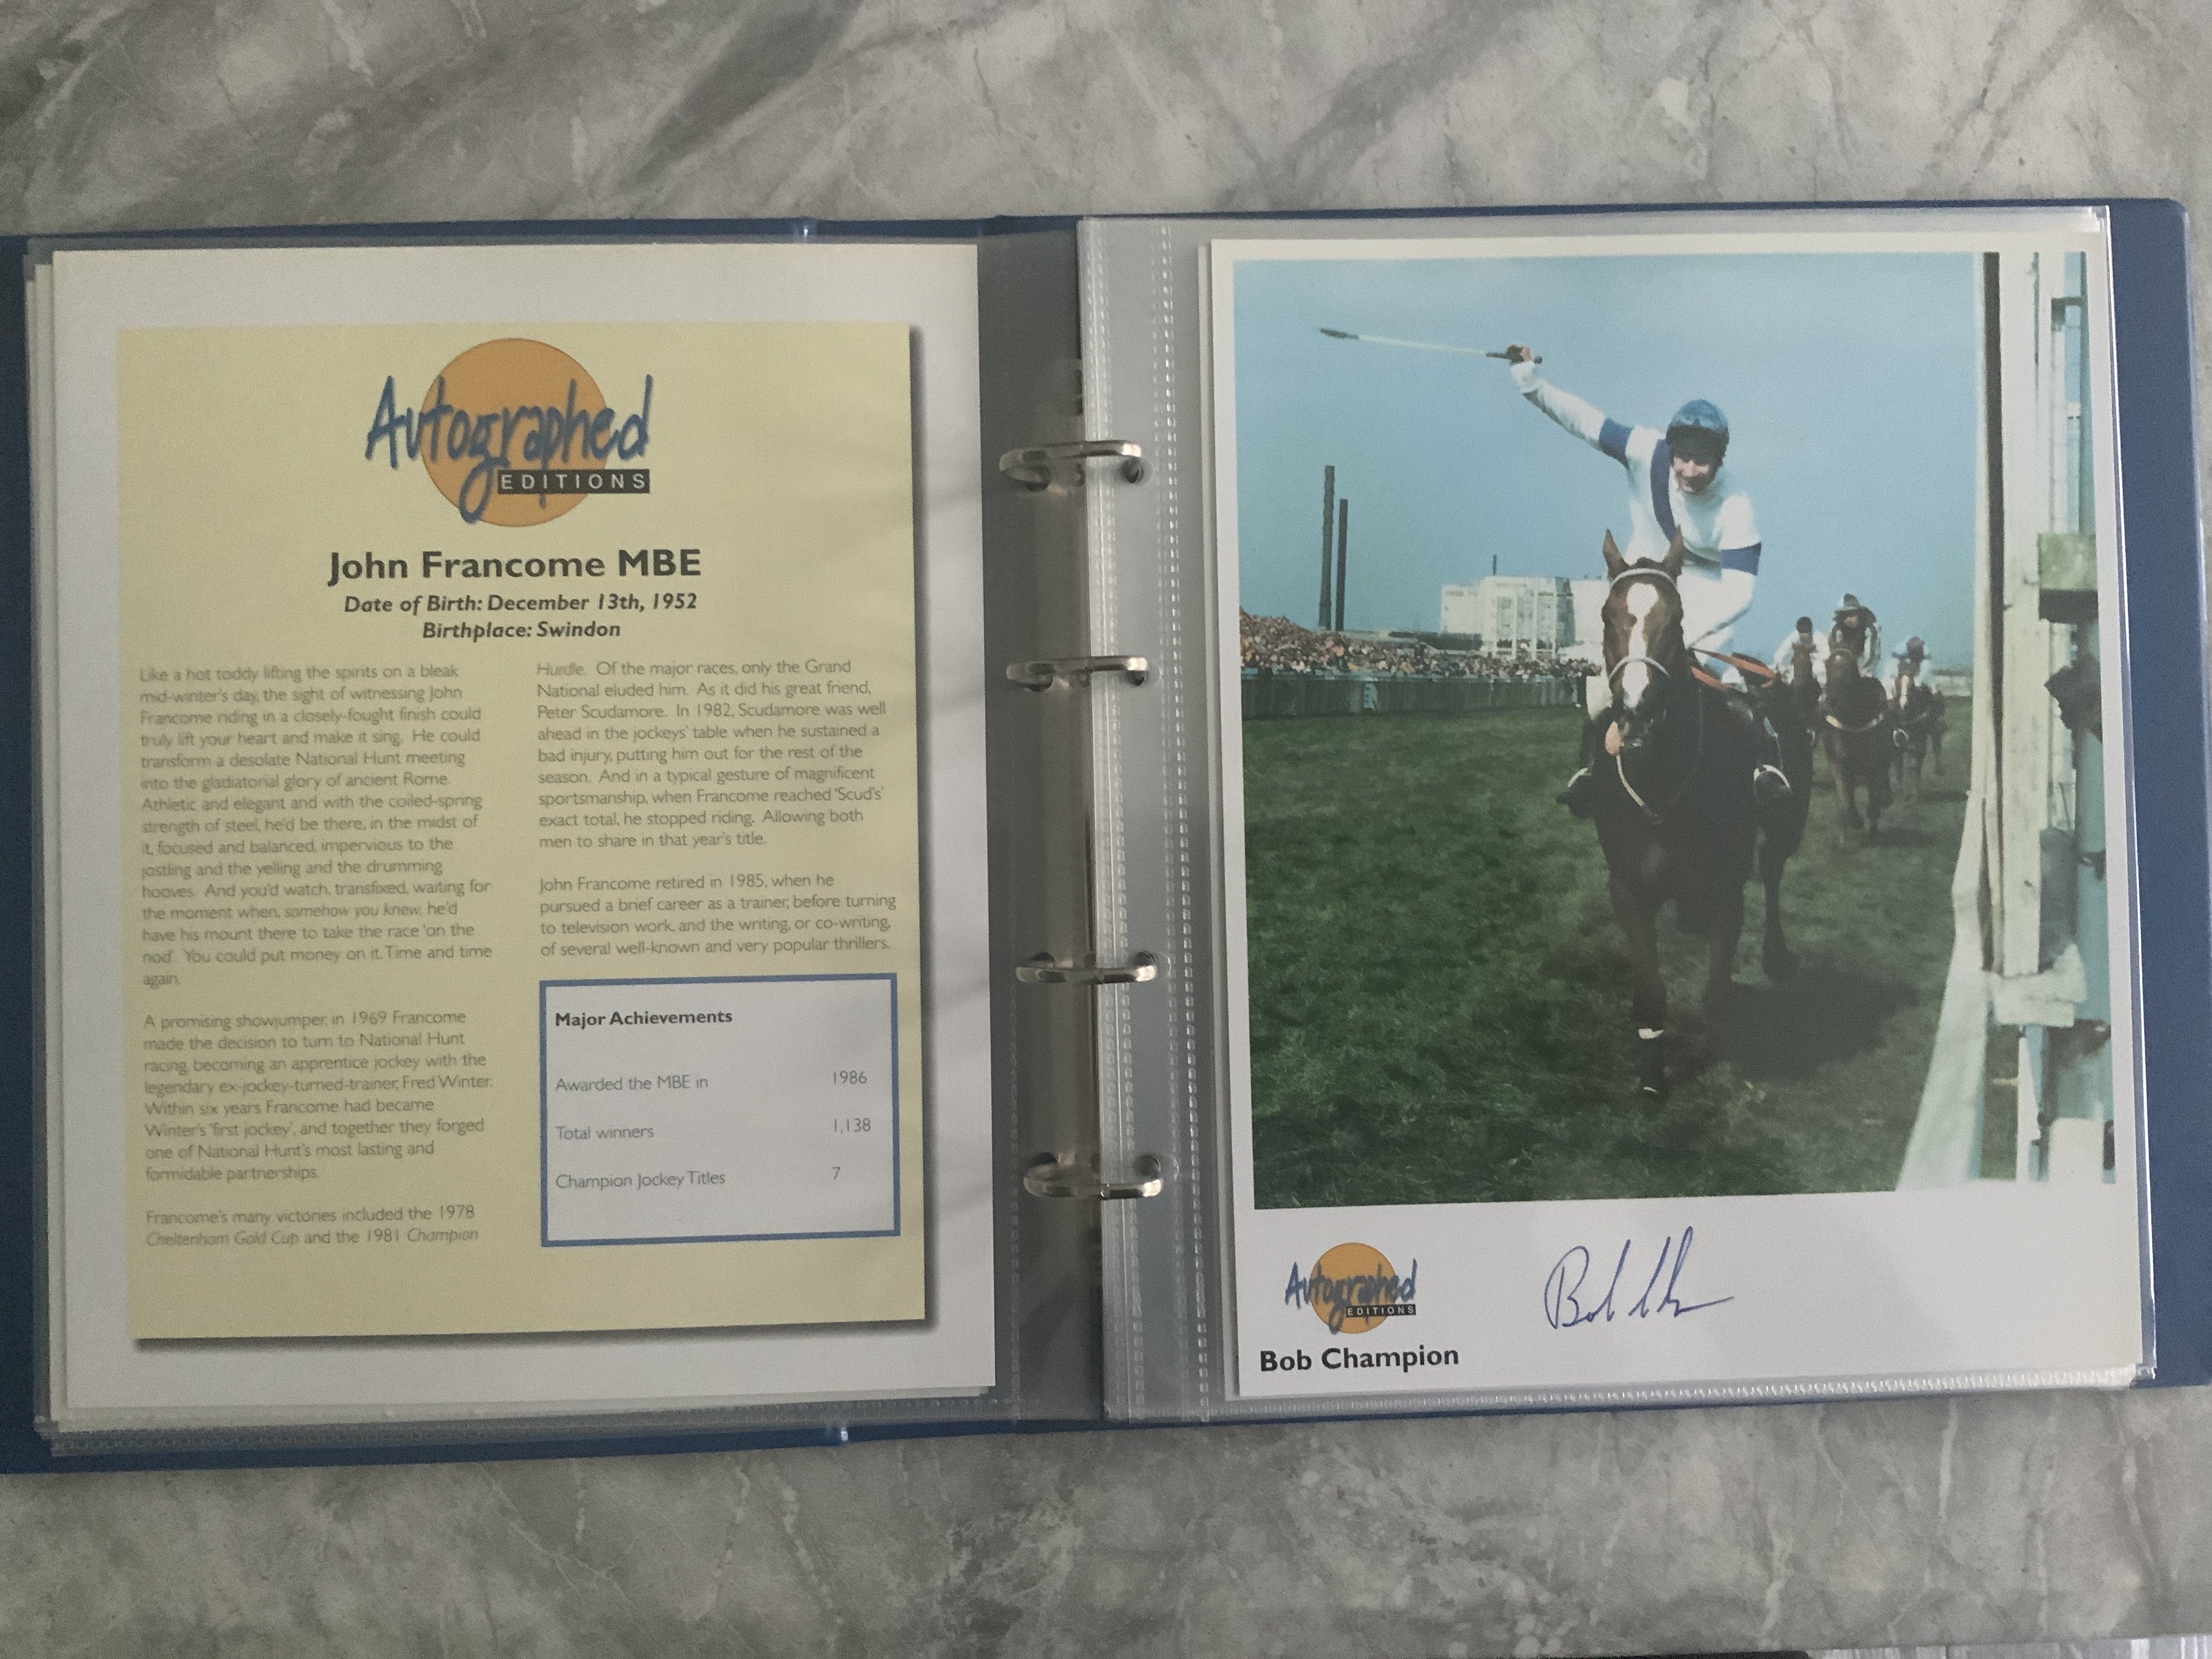 Autographed
EDITIONS
John Francome MBE
Date of Birth: December 13th, 1952
Birthplace: Swindon
Like a hot toddy lifting the spirits on a bleak
mid-winter's day, the sight of witnessing John
Francome riding in a closely-fought finish could
truly lift your heart and make it sing. He could
transform a desolate National Hunt meeting
into the gladiatorial glory of ancient Rome.
Athletic and elegant and with the coiled-spring
strength of steel, he'd be there, in the midst of
it, focused and balanced, impervious to the
jostling and the yelling and the drumming
hooves. And you'd watch, transfixed, waiting for
the moment when, somehow you knew, he'd
have his mount there to take the race 'on the
nod'. You could put money on it. Time and time
again.
A promising showjumper, in 1969 Francome
made the decision to turn to National Hunt
racing, becoming an apprentice jockey with the
legendary ex-jockey-turned-trainer, Fred Winter.
Within six years Francome had became
Winter's 'first jockey', and together they forged
one of National Hunt's most lasting and
formidable partnerships.
Francome's many victories included the 1978
Cheltenham Gold Cup and the 1981 Champion
Hurdle. Of the major races, only the Grand
National eluded him. As it did his great friend,
Peter Scudamore. In 1982, Scudamore was well
ahead in the jockeys' table when he sustained a
bad injury, putting him out for the rest of the
season. And in a typical gesture of magnificent
sportsmanship, when Francome reached 'Scud's'
exact total, he stopped riding. Allowing both
men to share in that year's title.
John Francome retired in 1985, when he
pursued a brief career as a trainer, before turning
to television work, and the writing, or co-writing,
of several well-known and very popular thrillers.
Major Achievements
Awarded the MBE in 1986
Total winners 1,138
Champion Jockey Titles 7
Autographed
EDITIONS
Bob Champion